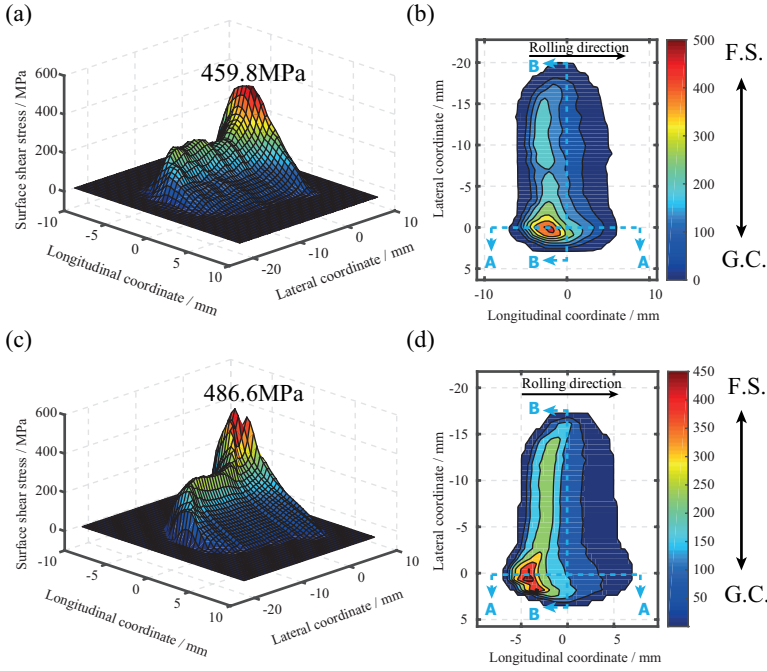 (a)
459.8MPa
Surface shear stress / MPa
600
400
200
0
-10
-5
0
5
10
Longitudinal coordinate / mm
-20
-10
0
10
Lateral coordinate / mm
(b)
Rolling direction
B
B
A
A
Lateral coordinate / mm
-20
-15
-10
-5
0
5
-10
0
10
Longitudinal coordinate / mm
500
400
300
200
100
0
F.S.
G.C.
(c)
486.6MPa
Surface shear stress / MPa
600
400
200
0
-10
-5
0
5
10
Longitudinal coordinate / mm
-20
-10
0
10
Lateral coordinate / mm
(d)
Rolling direction
B
B
A
A
Lateral coordinate / mm
-20
-15
-10
-5
0
5
-5
0
5
Longitudinal coordinate / mm
450
400
350
300
250
200
150
100
50
F.S.
G.C.